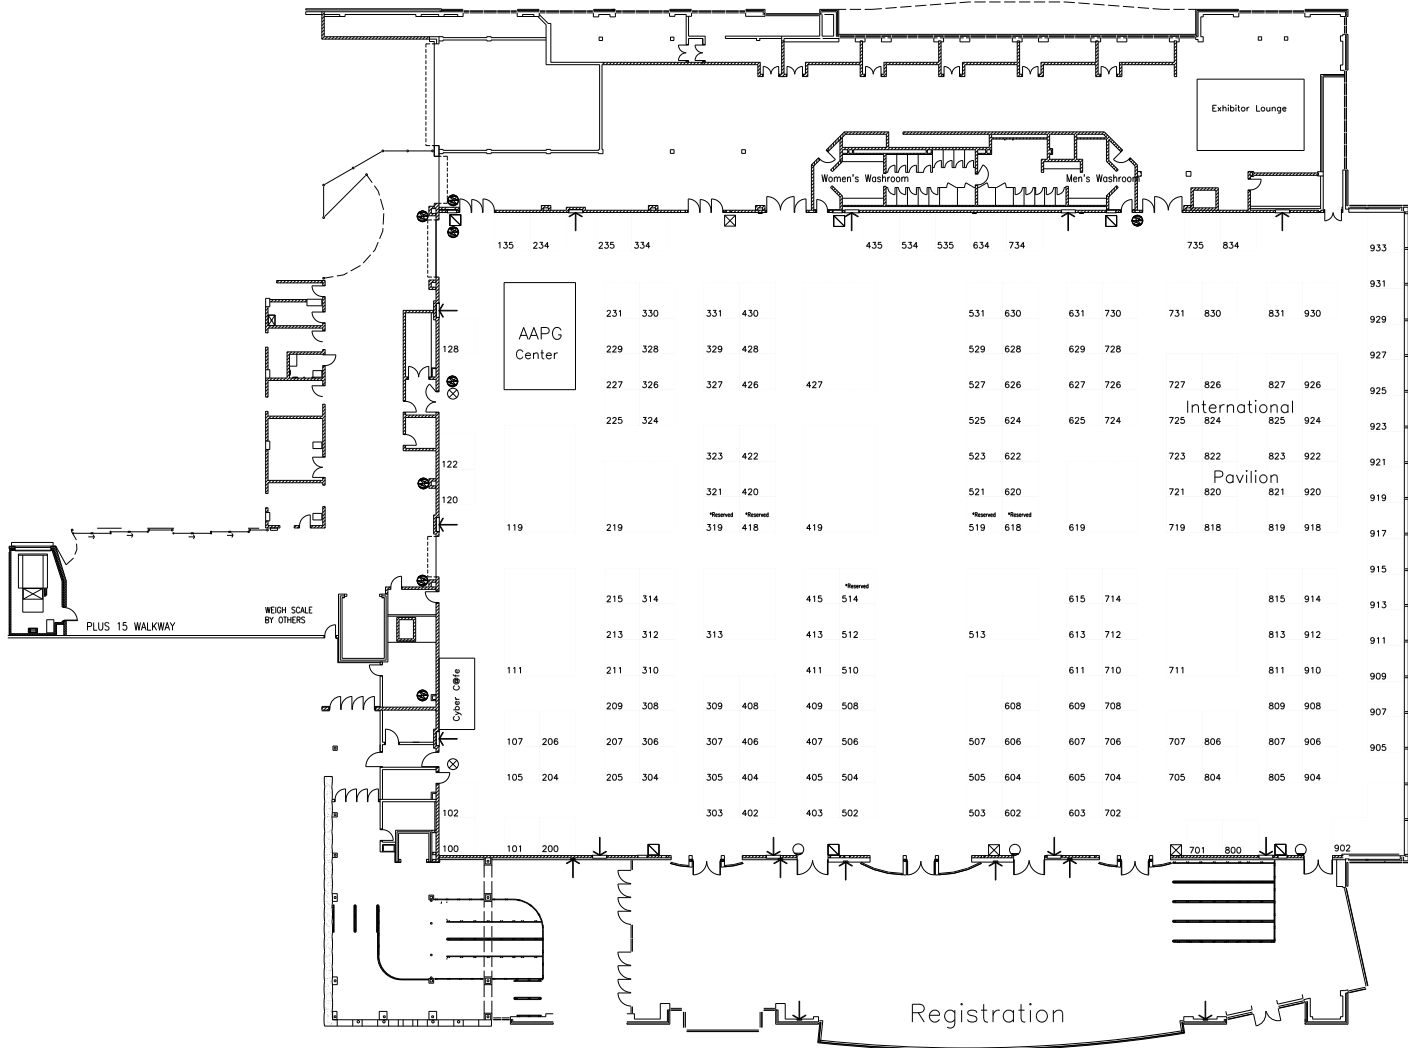 Exhibitor Lounge
Women's Washroom
Men's Washroom
135 234 235 334 435 534 535 634 734 735 834
933
931
AAPG
Center
231 330 331 430 531 630 631 730 731 830 831 930
929
128 229 328 329 428 529 628 629 728
927
227 326 327 426 427 527 626 627 726 727 826 827 926
925
International
225 324 525 624 625 724 725 824 825 924
923
122 323 422 523 622 723 822 823 922
921
Pavilion
120 321 420 521 620 721 820 821 920
919
*Reserved *Reserved *Reserved *Reserved
119 219 319 418 419 519 618 619 719 818 819 918
917
915
*Reserved
215 314 415 514 615 714 815 914
913
WEIGH SCALE
BY OTHERS
PLUS 15 WALKWAY
213 312 313 413 512 513 613 712 813 912
911
111 211 310 411 510 611 710 711 811 910
909
Cyber C@fe
209 308 309 408 409 508 608 609 708 809 908
907
107 206 207 306 307 406 407 506 507 606 607 706 707 806 807 906
905
105 204 205 304 305 404 405 504 505 604 605 704 705 804 805 904
102 303 402 403 502 503 602 603 702
100 101 200 701 800 902
Registration